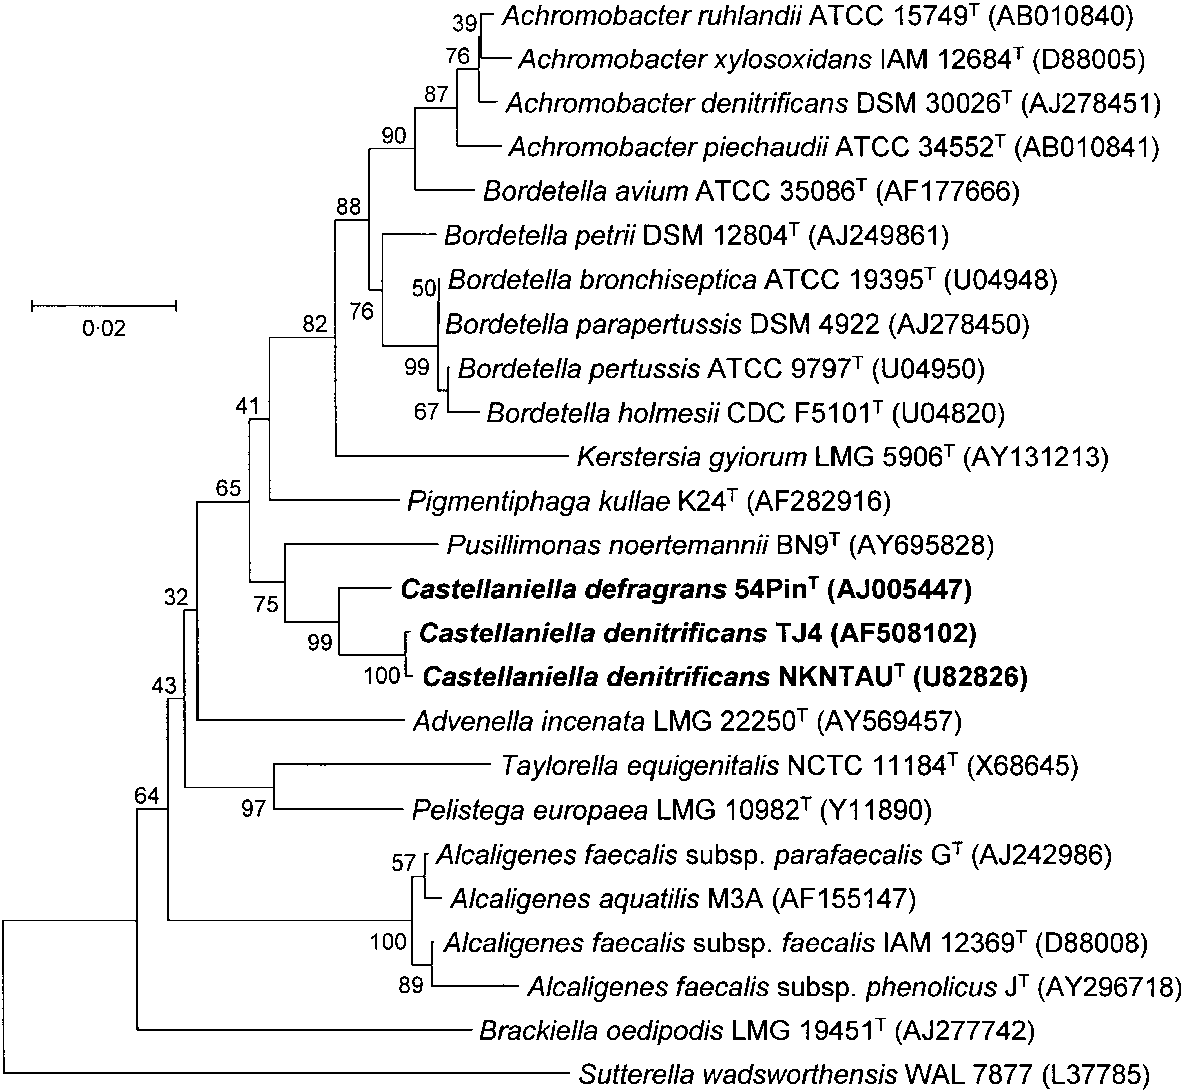 39 Achromobacter ruhlandii ATCC 15749ᵀ (AB010840)
76 Achromobacter xylosoxidans IAM 12684ᵀ (D88005)
87 Achromobacter denitrificans DSM 30026ᵀ (AJ278451)
90 Achromobacter piechaudii ATCC 34552ᵀ (AB010841)
Bordetella avium ATCC 35086ᵀ (AF177666)
88
Bordetella petrii DSM 12804ᵀ (AJ249861)
50 Bordetella bronchiseptica ATCC 19395ᵀ (U04948)
76
0·02
82 Bordetella parapertussis DSM 4922 (AJ278450)
99 Bordetella pertussis ATCC 9797ᵀ (U04950)
41 67 Bordetella holmesii CDC F5101ᵀ (U04820)
Kerstersia gyiorum LMG 5906ᵀ (AY131213)
65 Pigmentiphaga kullae K24ᵀ (AF282916)
Pusillimonas noertemannii BN9ᵀ (AY695828)
Castellaniella defragrans 54Pinᵀ (AJ005447)
32 75
99 Castellaniella denitrificans TJ4 (AF508102)
43 100 Castellaniella denitrificans NKNTAUᵀ (U82826)
Advenella incenata LMG 22250ᵀ (AY569457)
Taylorella equigenitalis NCTC 11184ᵀ (X68645)
64 97 Pelistega europaea LMG 10982ᵀ (Y11890)
57 Alcaligenes faecalis subsp. parafaecalis Gᵀ (AJ242986)
Alcaligenes aquatilis M3A (AF155147)
100 Alcaligenes faecalis subsp. faecalis IAM 12369ᵀ (D88008)
89 Alcaligenes faecalis subsp. phenolicus Jᵀ (AY296718)
Brackiella oedipodis LMG 19451ᵀ (AJ277742)
Sutterella wadsworthensis WAL 7877 (L37785)